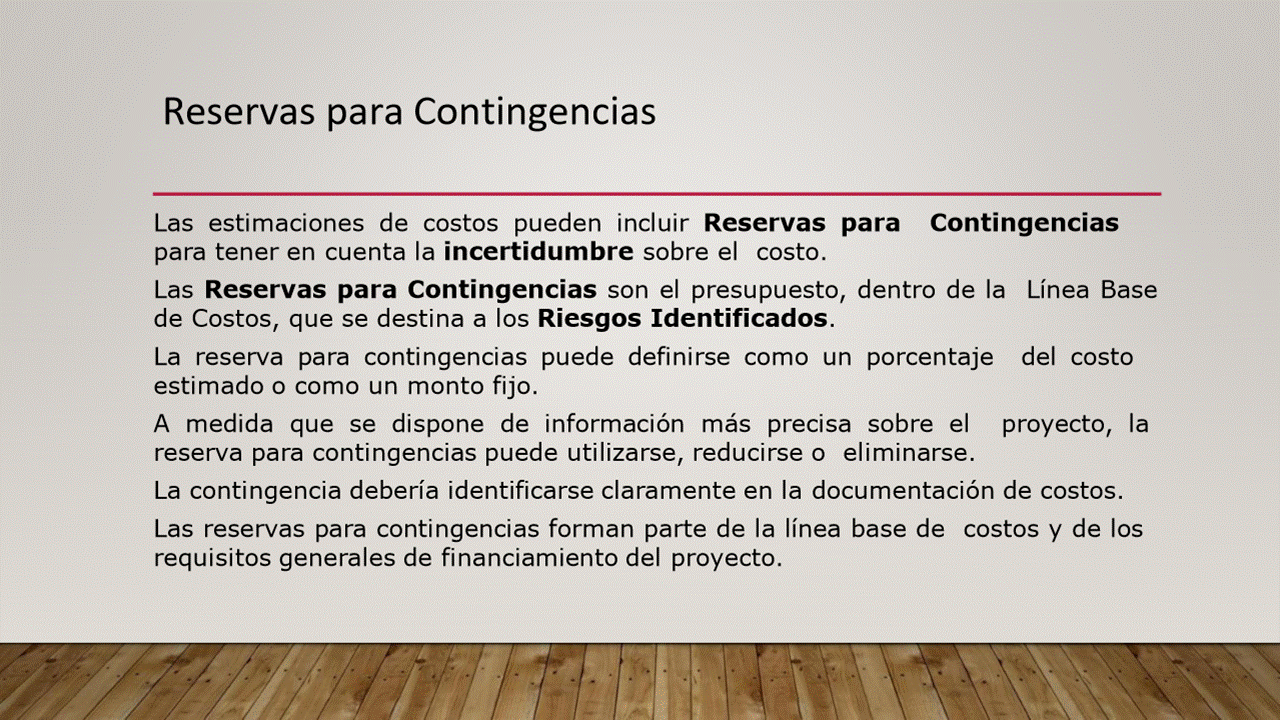 Reservas para Contingencias
Las estimaciones de costos pueden incluir Reservas para Contingencias
para tener en cuenta la incertidumbre sobre el costo.
Las Reservas para Contingencias son el presupuesto, dentro de la Línea Base
de Costos, que se destina a los Riesgos Identificados.
La reserva para contingencias puede definirse como un porcentaje del costo
estimado o como un monto fijo.
A medida que se dispone de información más precisa sobre el proyecto, la
reserva para contingencias puede utilizarse, reducirse o eliminarse.
La contingencia debería identificarse claramente en la documentación de costos.
Las reservas para contingencias forman parte de la línea base de costos y de los
requisitos generales de financiamiento del proyecto.